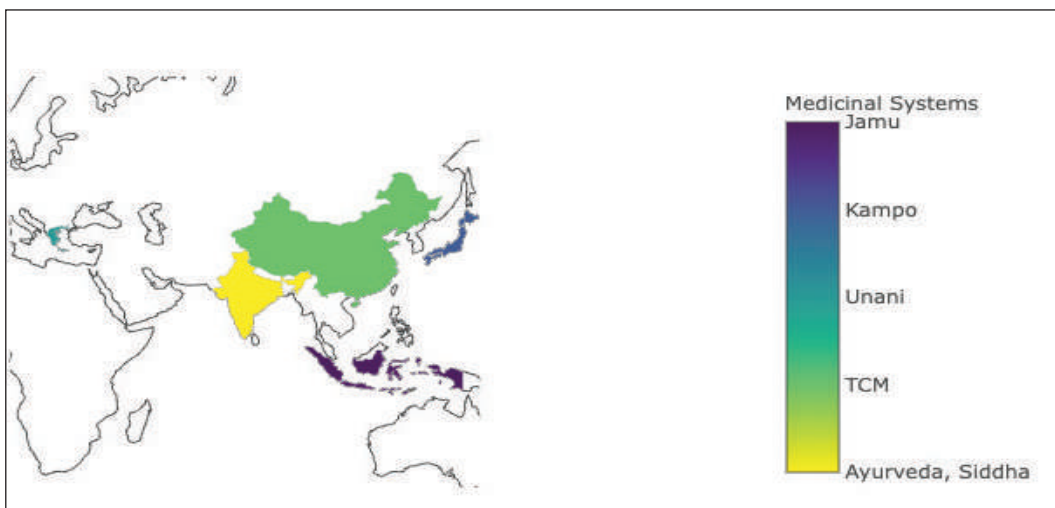 Medicinal Systems
Jamu
Kampo
Unani
TCM
Ayurveda, Siddha